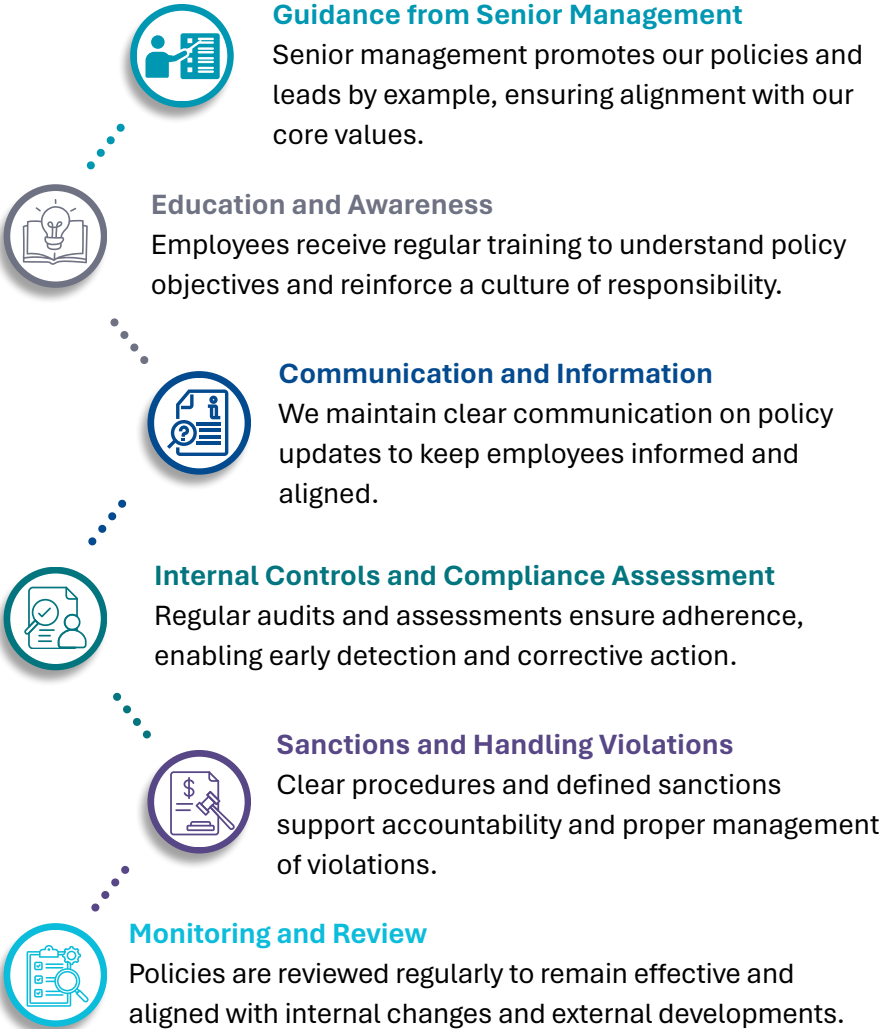 Guidance from Senior Management
Senior management promotes our policies and
leads by example, ensuring alignment with our
core values.
Education and Awareness
Employees receive regular training to understand policy
objectives and reinforce a culture of responsibility.
Communication and Information
We maintain clear communication on policy
updates to keep employees informed and
aligned.
Internal Controls and Compliance Assessment
Regular audits and assessments ensure adherence,
enabling early detection and corrective action.
Sanctions and Handling Violations
Clear procedures and defined sanctions
support accountability and proper management
of violations.
Monitoring and Review
Policies are reviewed regularly to remain effective and
aligned with internal changes and external developments.